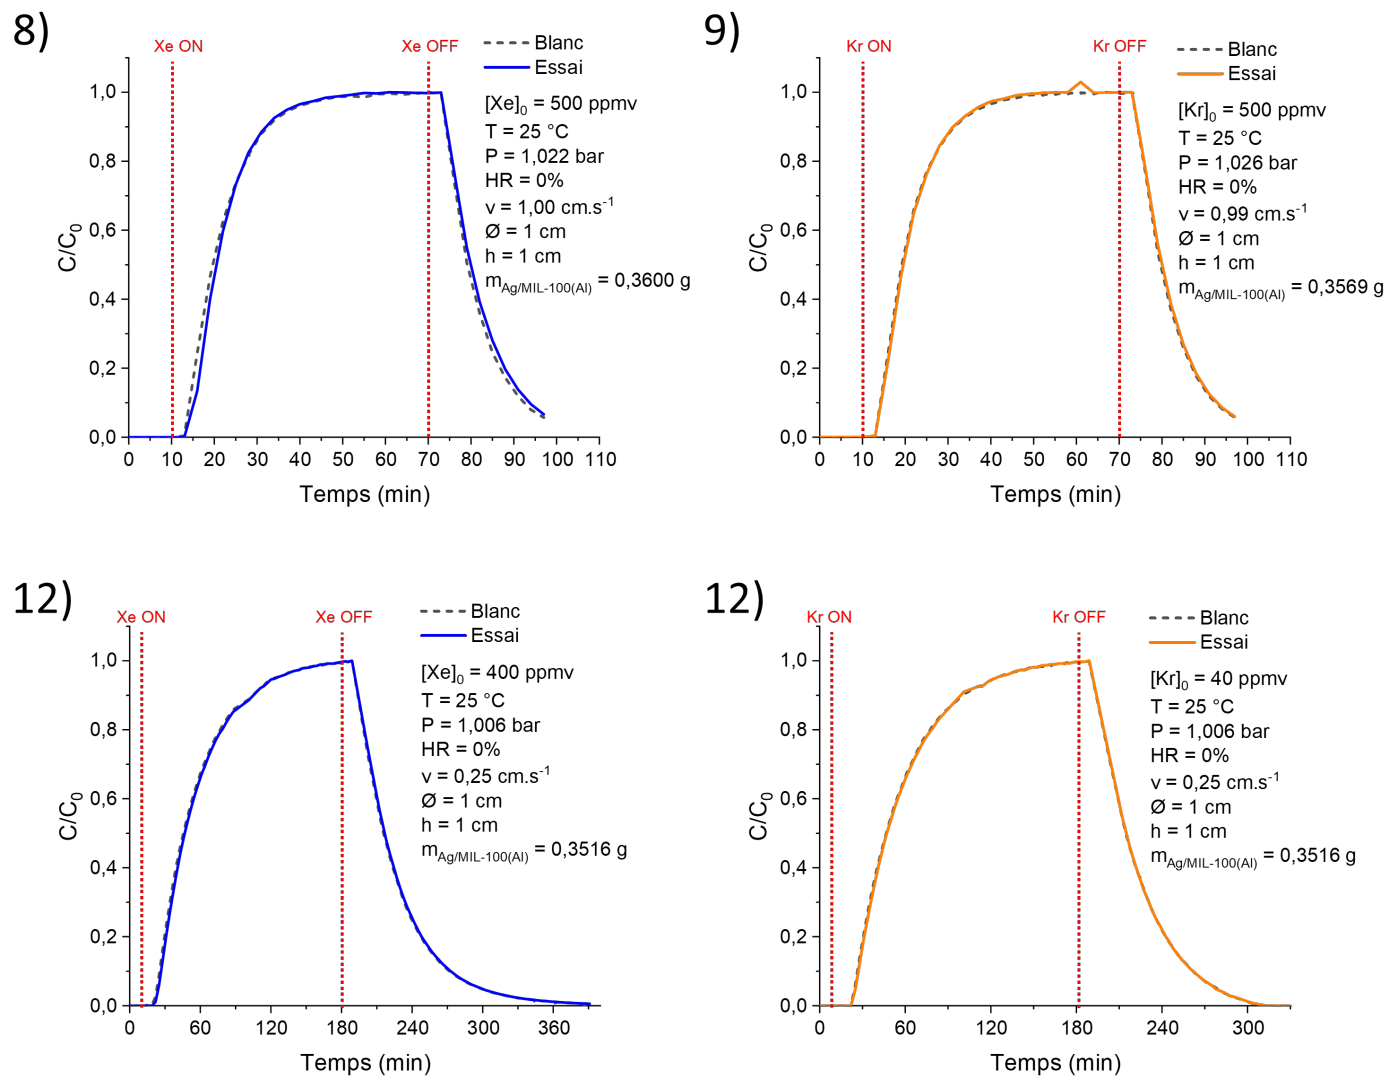 8)
Xe ON
Xe OFF
Blanc
Essai
[Xe]0 = 500 ppmv
T = 25 °C
P = 1,022 bar
HR = 0%
v = 1,00 cm.s-1
Ø = 1 cm
h = 1 cm
mAg/MIL-100(Al) = 0,3600 g
C/C0
1,0
0,8
0,6
0,4
0,2
0,0
0 10 20 30 40 50 60 70 80 90 100 110
Temps (min)
9)
Kr ON
Kr OFF
Blanc
Essai
[Kr]0 = 500 ppmv
T = 25 °C
P = 1,026 bar
HR = 0%
v = 0,99 cm.s-1
Ø = 1 cm
h = 1 cm
mAg/MIL-100(Al) = 0,3569 g
C/C0
1,0
0,8
0,6
0,4
0,2
0,0
0 10 20 30 40 50 60 70 80 90 100 110
Temps (min)
12)
Xe ON
Xe OFF
Blanc
Essai
[Xe]0 = 400 ppmv
T = 25 °C
P = 1,006 bar
HR = 0%
v = 0,25 cm.s-1
Ø = 1 cm
h = 1 cm
mAg/MIL-100(Al) = 0,3516 g
C/C0
1,0
0,8
0,6
0,4
0,2
0,0
0 60 120 180 240 300 360
Temps (min)
12)
Kr ON
Kr OFF
Blanc
Essai
[Kr]0 = 40 ppmv
T = 25 °C
P = 1,006 bar
HR = 0%
v = 0,25 cm.s-1
Ø = 1 cm
h = 1 cm
mAg/MIL-100(Al) = 0,3516 g
C/C0
1,0
0,8
0,6
0,4
0,2
0,0
0 60 120 180 240 300
Temps (min)